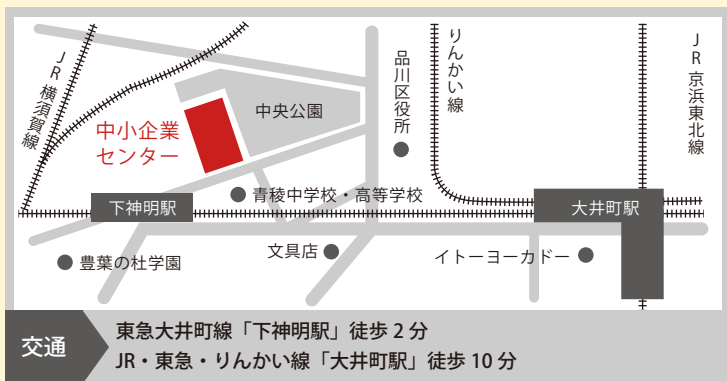 JR横須賀線
中小企業
センター
中央公園
品川区役所
りんかい線
JR京浜東北線
下神明駅
青稜中学校・高等学校
大井町駅
豊葉の杜学園
文具店
イトーヨーカドー
交通
東急大井町線「下神明駅」徒歩 2 分
JR・東急・りんかい線「大井町駅」徒歩 10 分